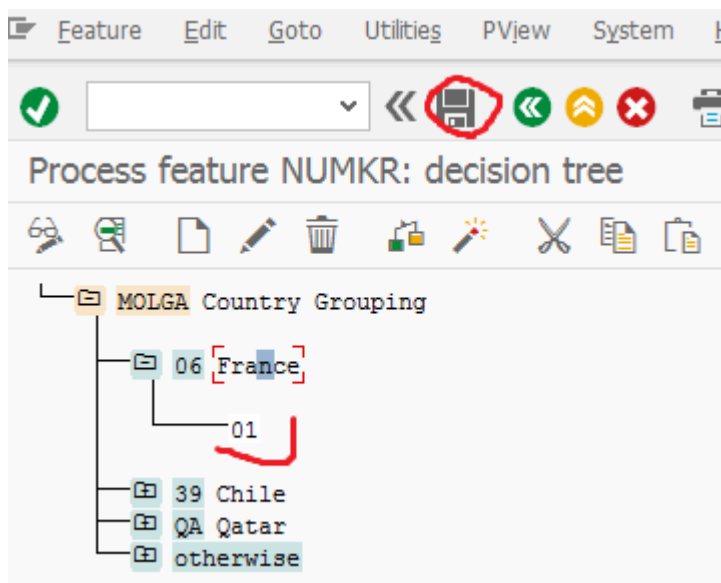 Feature Edit Goto Utilities PView System
Process feature NUMKR: decision tree
MOLGA Country Grouping
06 France
01
39 Chile
QA Qatar
otherwise